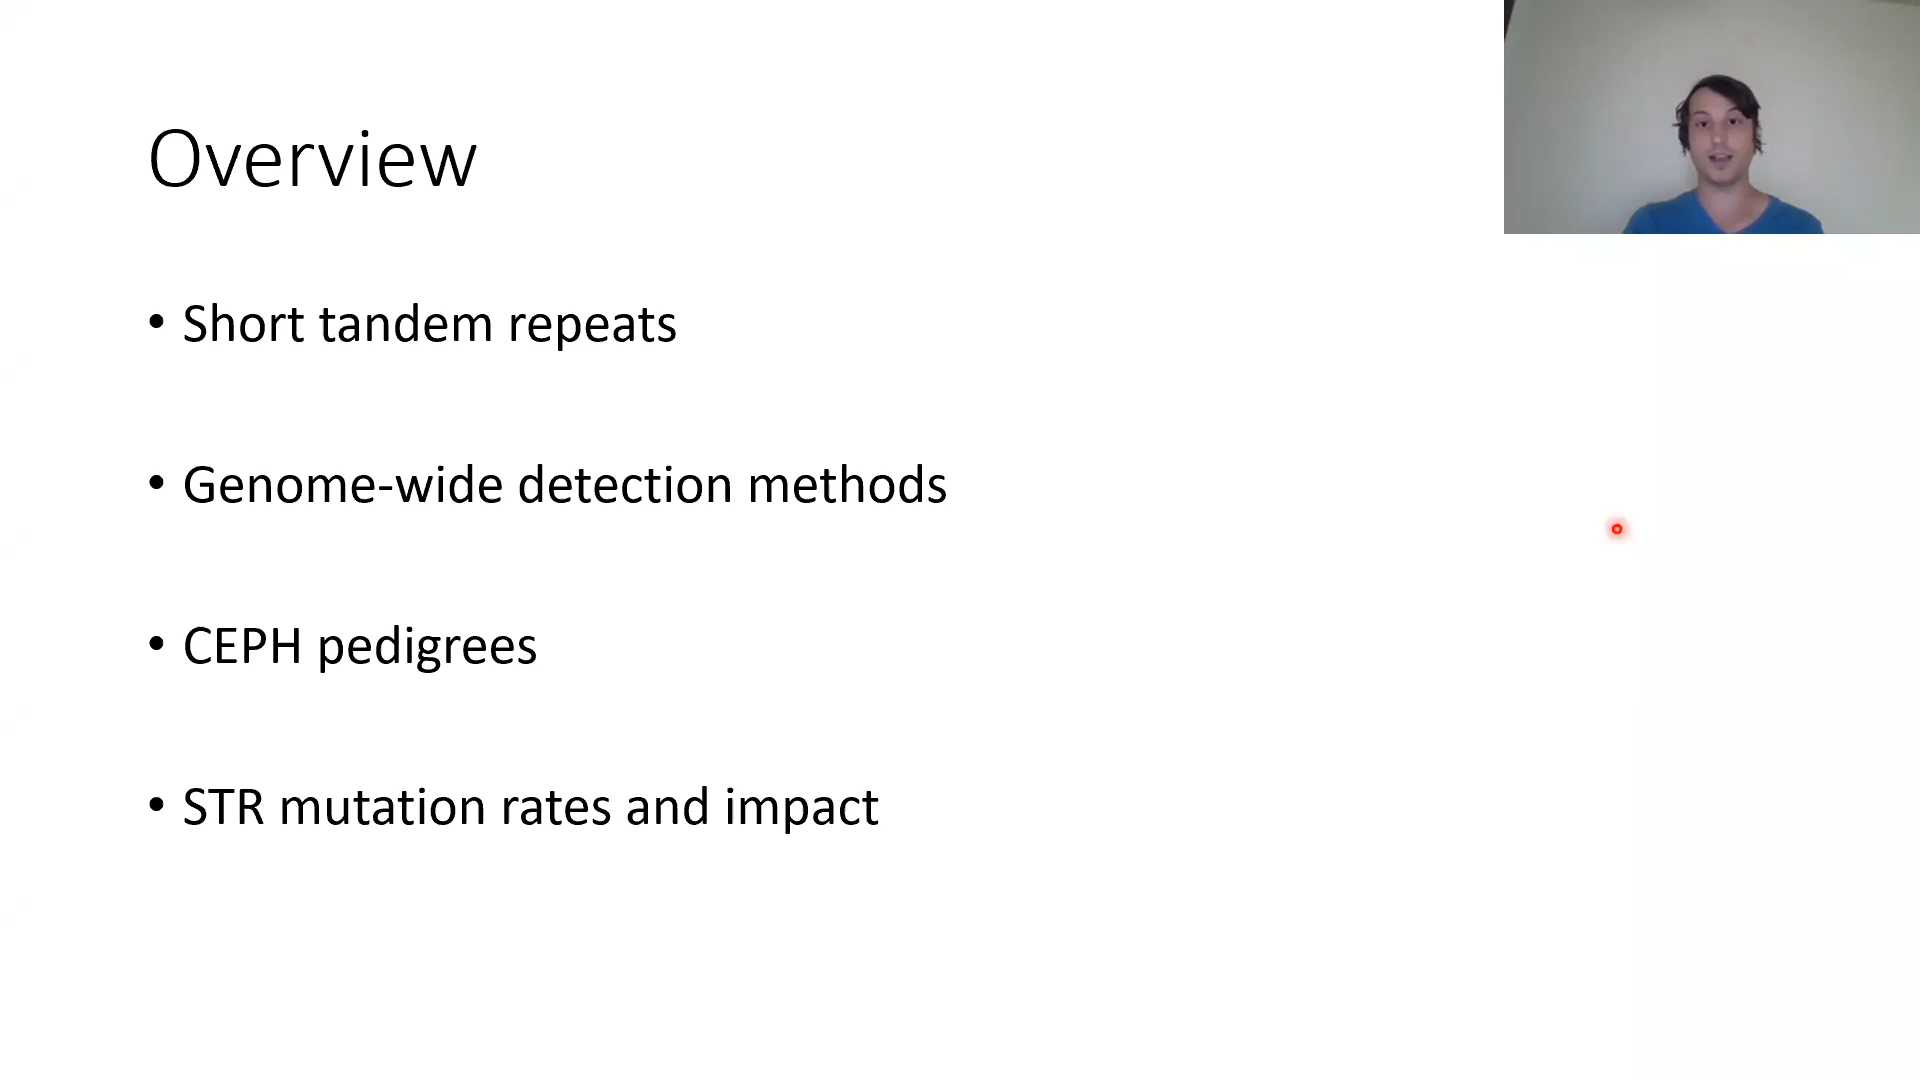 Overview
• Short tandem repeats
• Genome-wide detection methods
• CEPH pedigrees
• STR mutation rates and impact